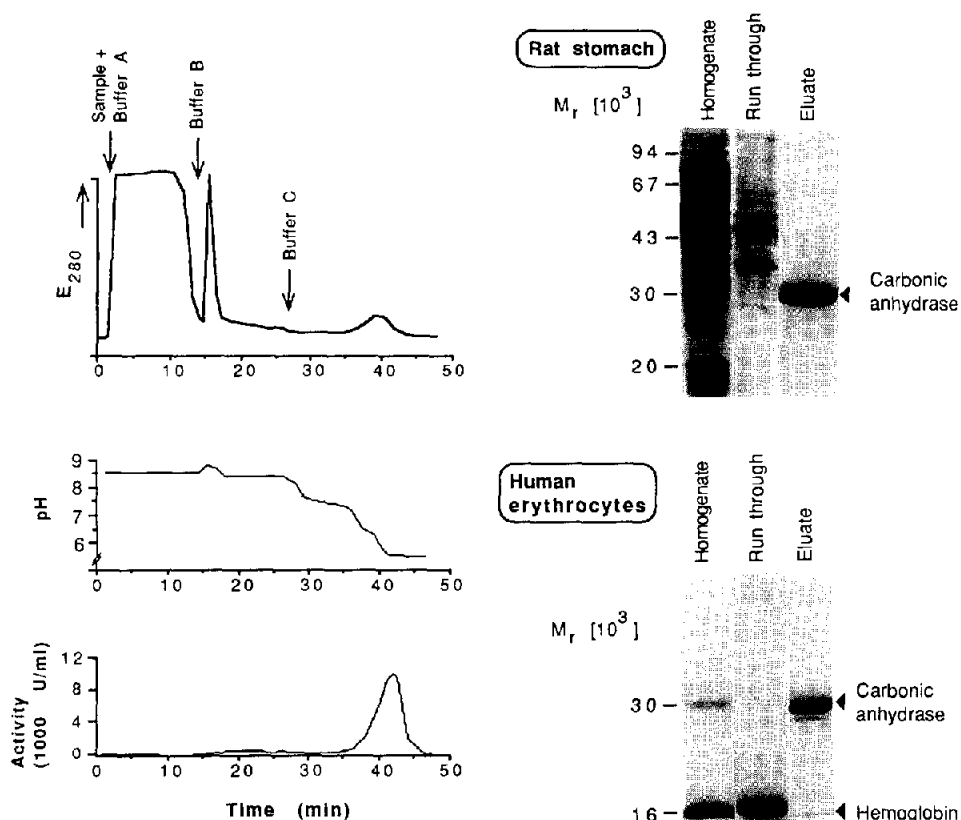 Sample +
Buffer A
Buffer B
Buffer C
E280
0 10 20 30 40 50
9
8
7
6
pH
0 10 20 30 40 50
12
8
4
0
Activity
(1000 U/ml)
0 10 20 30 40 50
Time (min)
Rat stomach
Mr [10³]
Homogenate
Run through
Eluate
94
67
43
30
20
Carbonic
anhydrase
Human
erythrocytes
Homogenate
Run through
Eluate
Mr [10³]
30
16
Carbonic
anhydrase
Hemoglobin